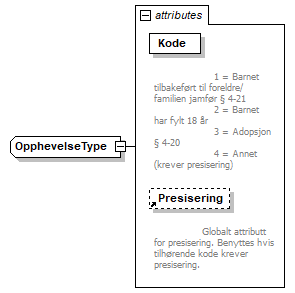 attributes
Kode
1 = Barnet
tilbakeført til foreldre/
familien jamfør § 4-21
2 = Barnet
har fylt 18 år
3 = Adopsjon
§ 4-20
4 = Annet
(krever presisering)
OpphevelseType
Presisering
Globalt attributt
for presisering. Benyttes hvis
tilhørende kode krever
presisering.